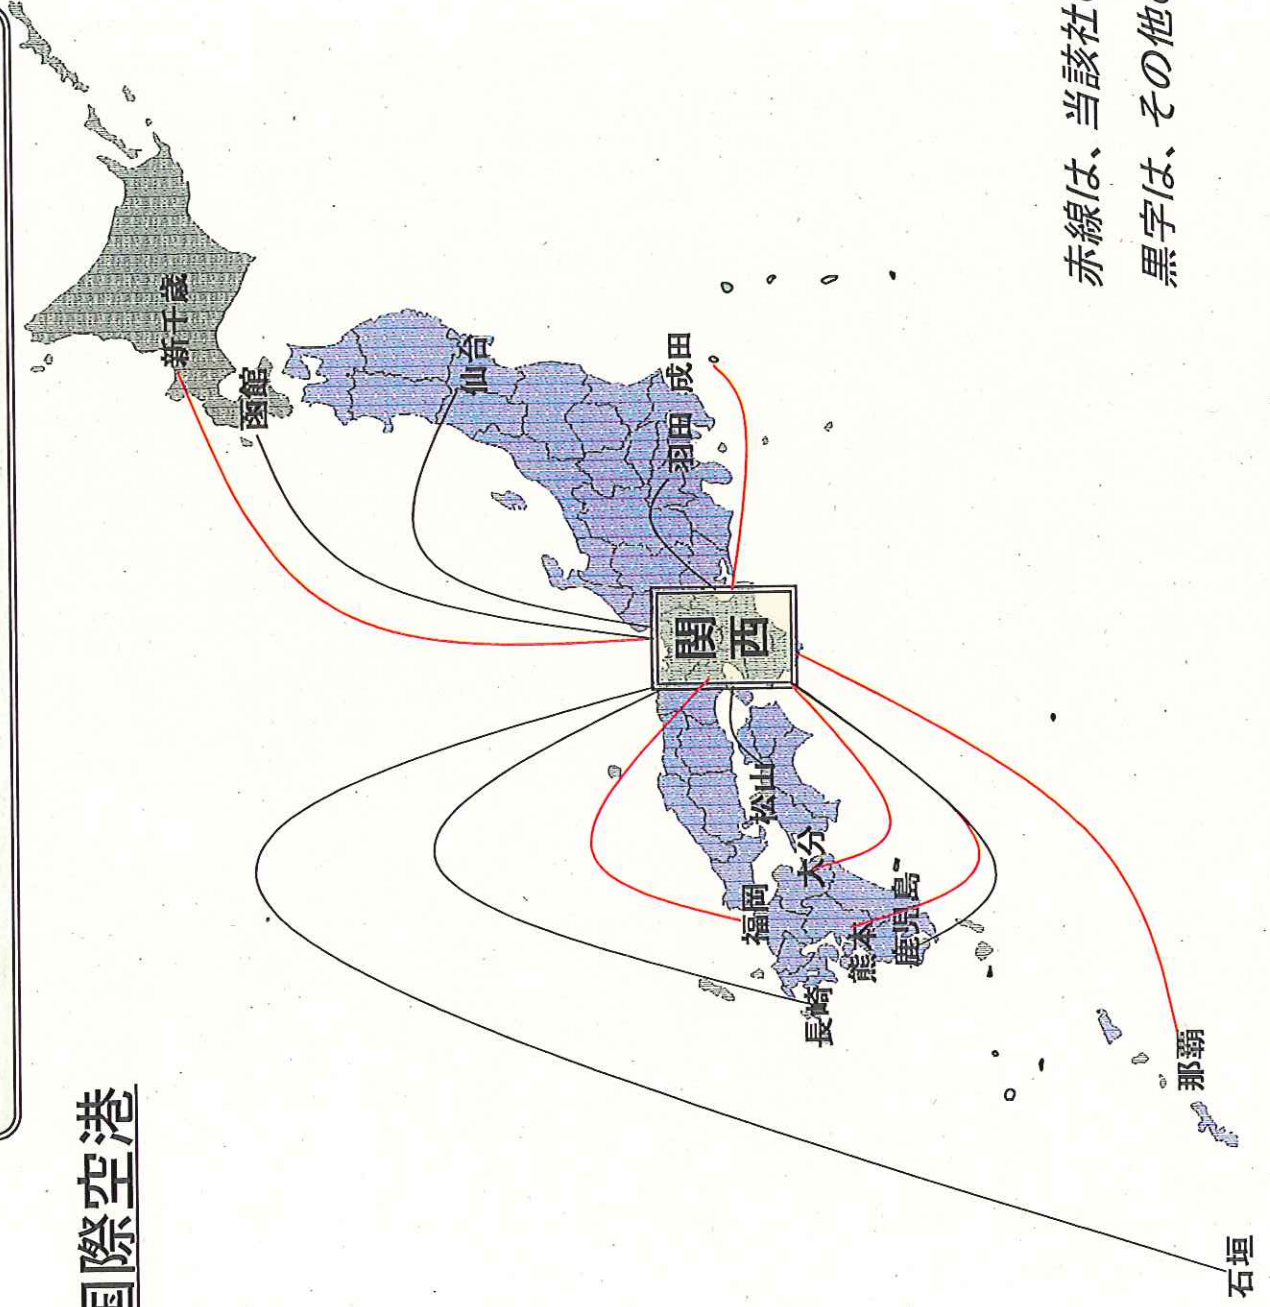 国際空港
新千歳
函館
仙台
成田
羽田
関
西
松山
大分
福岡
熊本
鹿児島
長崎
那覇
石垣
赤線は、当該社
黒字は、その他